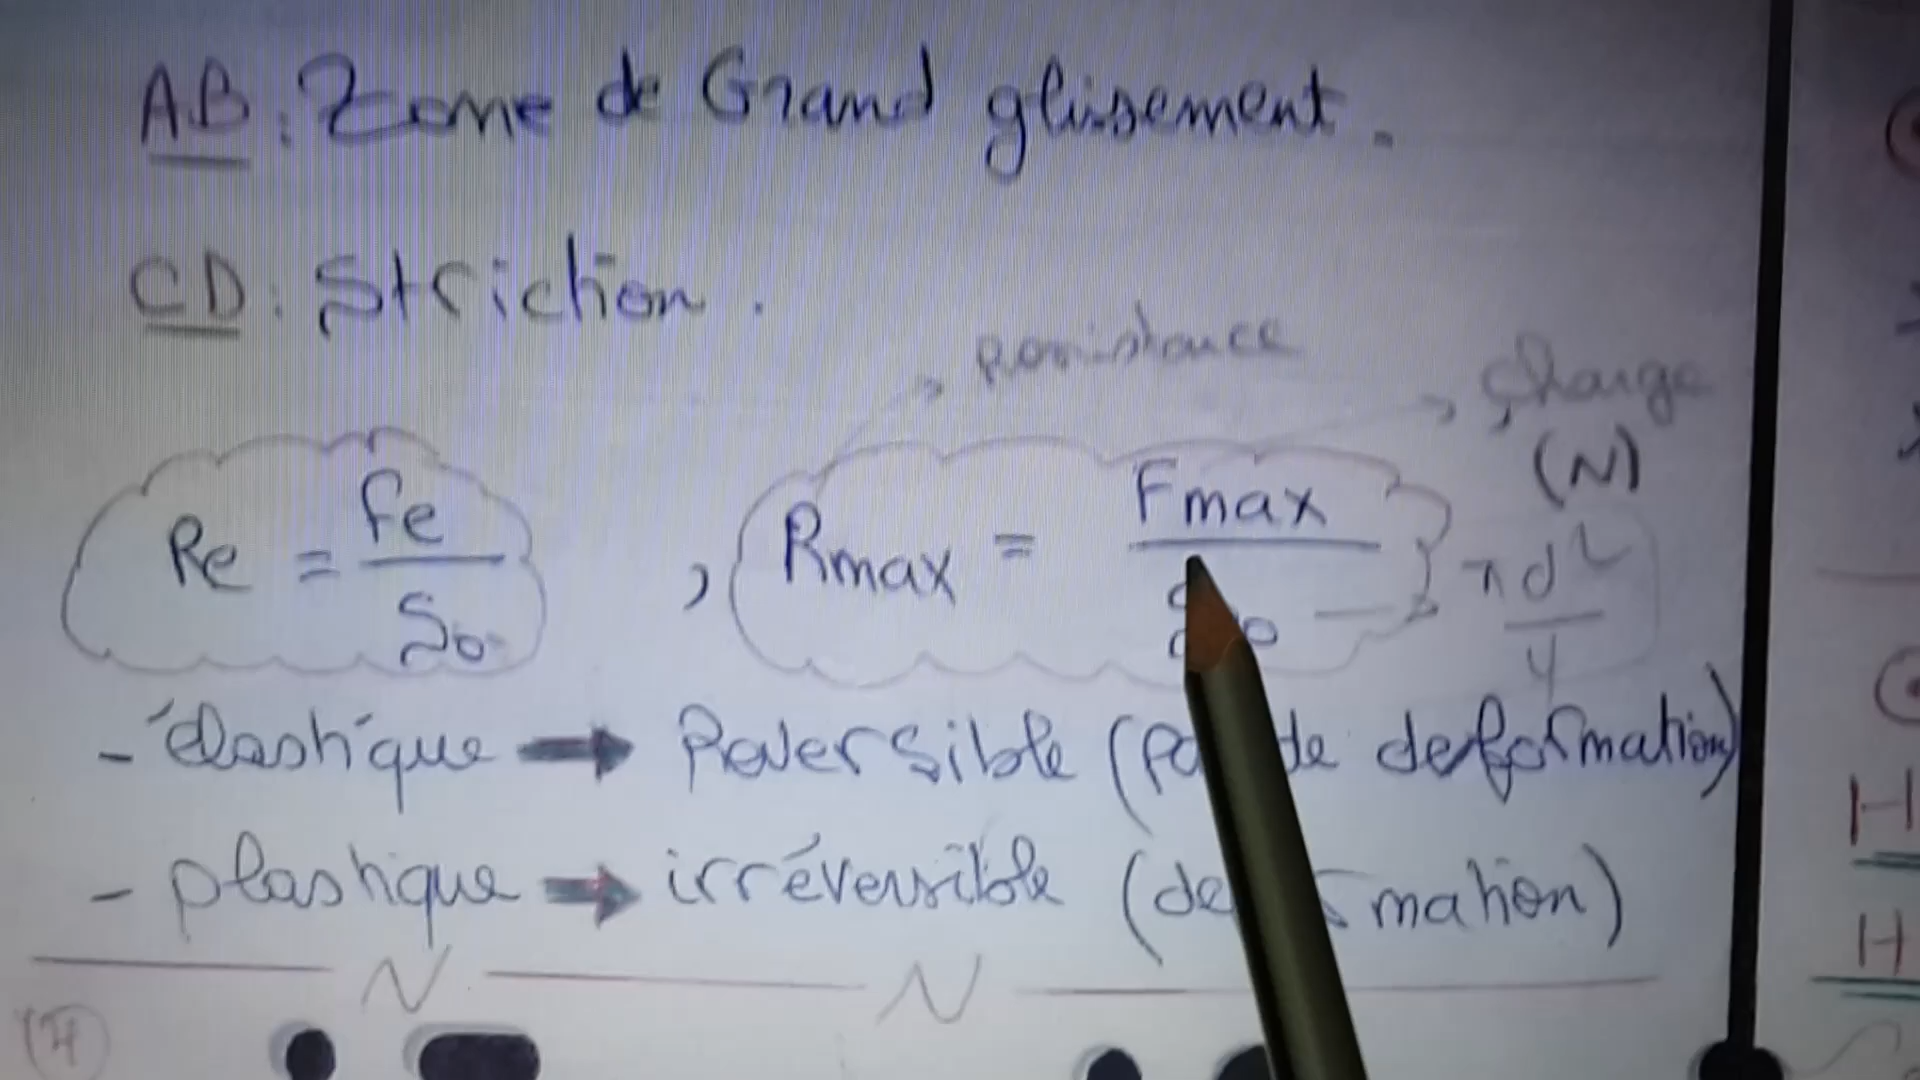 AB : Zone de Grand glissement.
CD : Striction.
résistance
charge
(N)
Re = Fe / S0 , Rmax = Fmax / S0
πd² / 4
- élastique → Réversible (pas de deformation)
- plastique → irréversible (deformation)